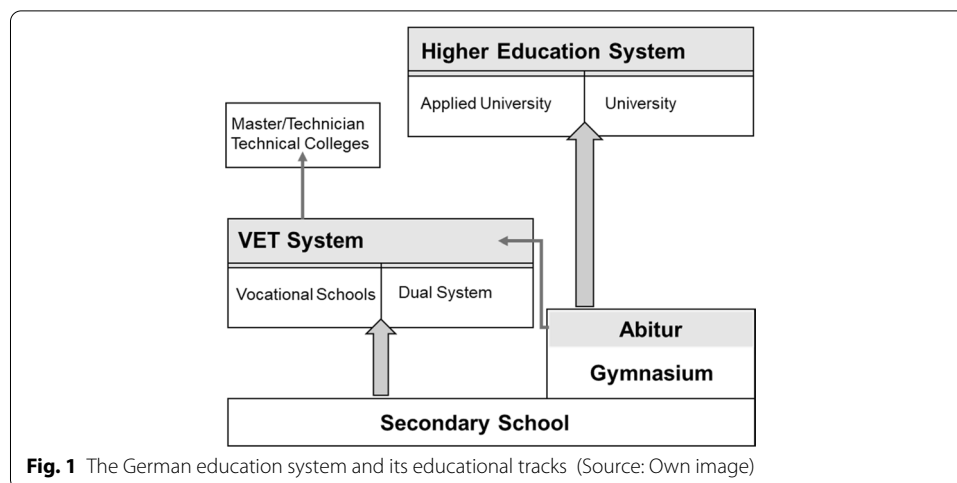 Higher Education System
Applied University
University
Master/Technician
Technical Colleges
VET System
Vocational Schools
Dual System
Abitur
Gymnasium
Secondary School
Fig. 1 The German education system and its educational tracks (Source: Own image)